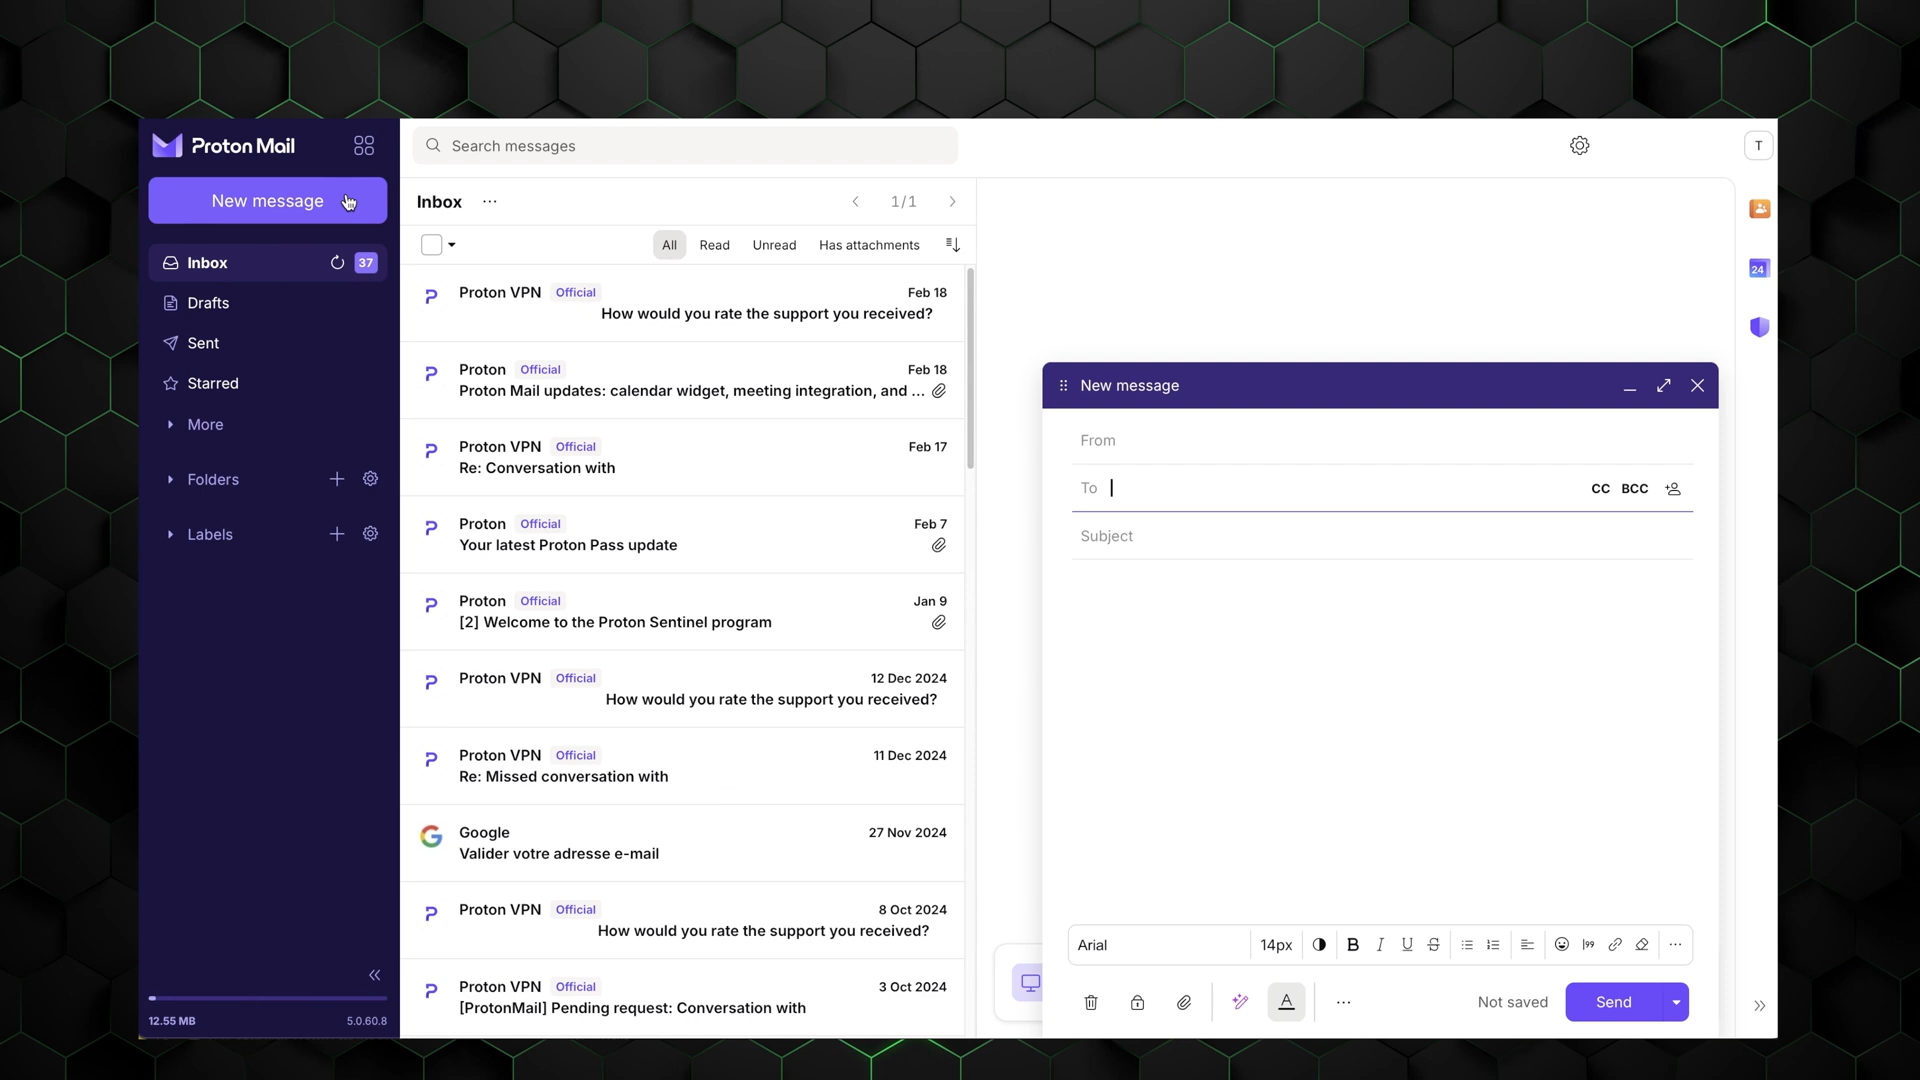 Proton Mail
New message
Inbox 37
Drafts
Sent
Starred
More
Folders
Labels
12.55 MB 5.0.60.8
Search messages
T
Inbox ... 1/1
All Read Unread Has attachments
Proton VPN Official Feb 18
How would you rate the support you received?
Proton Official Feb 18
Proton Mail updates: calendar widget, meeting integration, and ...
Proton VPN Official Feb 17
Re: Conversation with
Proton Official Feb 7
Your latest Proton Pass update
Proton Official Jan 9
[2] Welcome to the Proton Sentinel program
Proton VPN Official 12 Dec 2024
How would you rate the support you received?
Proton VPN Official 11 Dec 2024
Re: Missed conversation with
Google 27 Nov 2024
Valider votre adresse e-mail
Proton VPN Official 8 Oct 2024
How would you rate the support you received?
Proton VPN Official 3 Oct 2024
[ProtonMail] Pending request: Conversation with
24
New message
From
To CC BCC
Subject
Arial 14px B I U S
A ... Not saved Send